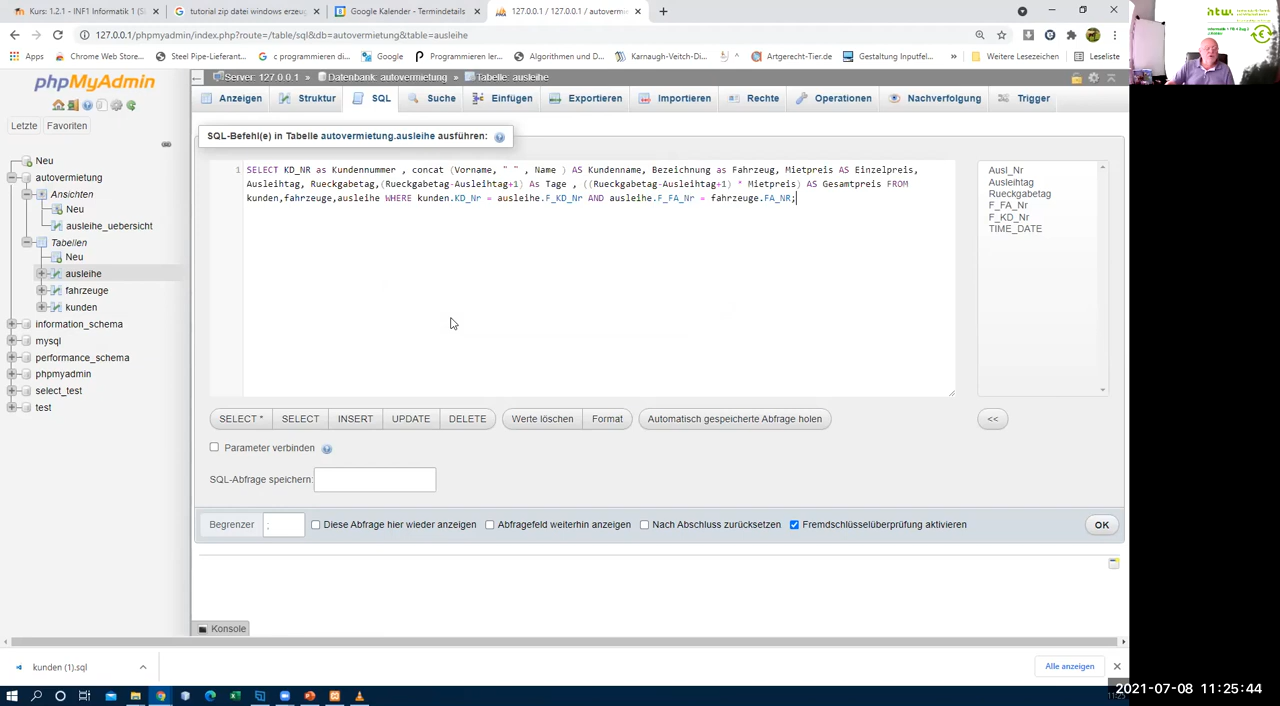 Kurs: 1.2.1 - INF1 Informatik 1 (S
tutorial zip datei windows erzeug
Google Kalender - Termindetails
127.0.0.1 / 127.0.0.1 / autoverm
127.0.0.1/phpmyadmin/index.php?route=/table/sql&db=autovermietung&table=ausleihe
Apps
ChromeWebStore
Steel Pipe-Lieferant...
c programmieren di...
Google
Programmieren ler...
Algorithmen und D...
Karnaugh-Veitch-Di...
Artgerecht-Tier.de
Gestaltung Inputfel...
»
Weitere Lesezeichen
Leseliste
phpMyAdmin
Letzte
Favoriten
Neu
autovermietung
Ansichten
Neu
ausleihe_uebersicht
Tabellen
Neu
ausleihe
fahrzeuge
kunden
information_schema
mysql
performance_schema
phpmyadmin
select_test
test
Server: 127.0.0.1 » Datenbank: autovermietung » Tabelle: ausleihe
Anzeigen
Struktur
SQL
Suche
Einfügen
Exportieren
Importieren
Rechte
Operationen
Nachverfolgung
Trigger
SQL-Befehl(e) in Tabelle autovermietung.ausleihe ausführen:
1 SELECT KD_NR as Kundennummer , concat (Vorname, " " , Name ) AS Kundenname, Bezeichnung as Fahrzeug, Mietpreis AS Einzelpreis,
Ausleihtag, Rueckgabetag,(Rueckgabetag-Ausleihtag+1) As Tage , ((Rueckgabetag-Ausleihtag+1) * Mietpreis) AS Gesamtpreis FROM
kunden,fahrzeuge,ausleihe WHERE kunden.KD_Nr = ausleihe.F_KD_Nr AND ausleihe.F_FA_Nr = fahrzeuge.FA_NR;
Ausl_Nr
Ausleihtag
Rueckgabetag
F_FA_Nr
F_KD_Nr
TIME_DATE
SELECT *
SELECT
INSERT
UPDATE
DELETE
Werte löschen
Format
Automatisch gespeicherte Abfrage holen
<<
Parameter verbinden
SQL-Abfrage speichern:
Begrenzer ;
Diese Abfrage hier wieder anzeigen
Abfragefeld weiterhin anzeigen
Nach Abschluss zurücksetzen
Fremdschlüsselüberprüfung aktivieren
OK
Konsole
kunden (1).sql
Alle anzeigen
2021-07-08 11:25:44